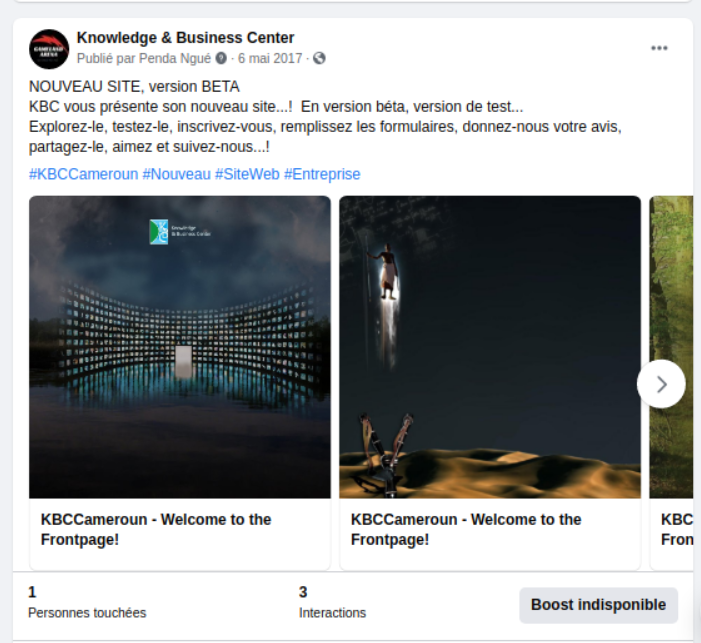 Knowledge & Business Center
Publié par Penda Ngué · 6 mai 2017 ·
NOUVEAU SITE, version BETA
KBC vous présente son nouveau site...! En version béta, version de test...
Explorez-le, testez-le, inscrivez-vous, remplissez les formulaires, donnez-nous votre avis,
partagez-le, aimez et suivez-nous...!
#KBCCameroun #Nouveau #SiteWeb #Entreprise
Knowledge
& Business Center
KBCCameroun - Welcome to the
Frontpage!
KBCCameroun - Welcome to the
Frontpage!
KBC
Fron
1
Personnes touchées
3
Interactions
Boost indisponible